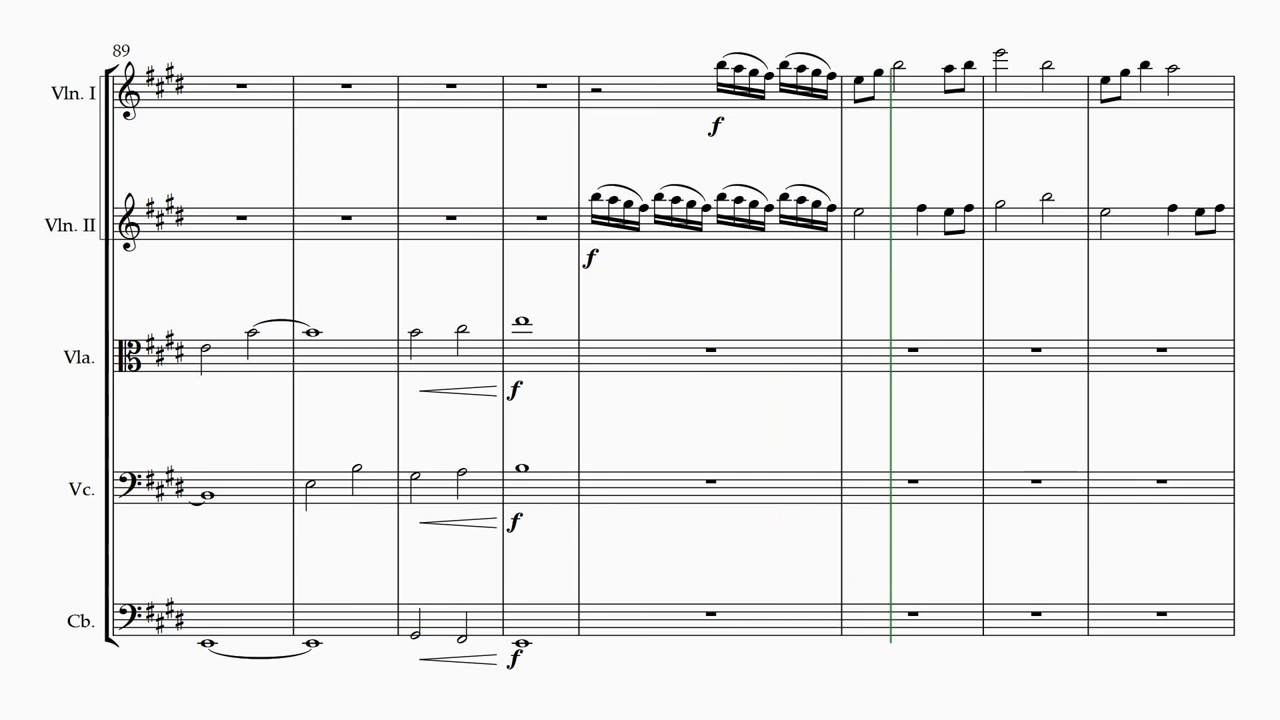 89
Vln. I
f
Vln. II
f
Vla.
f
Vc.
f
Cb.
f